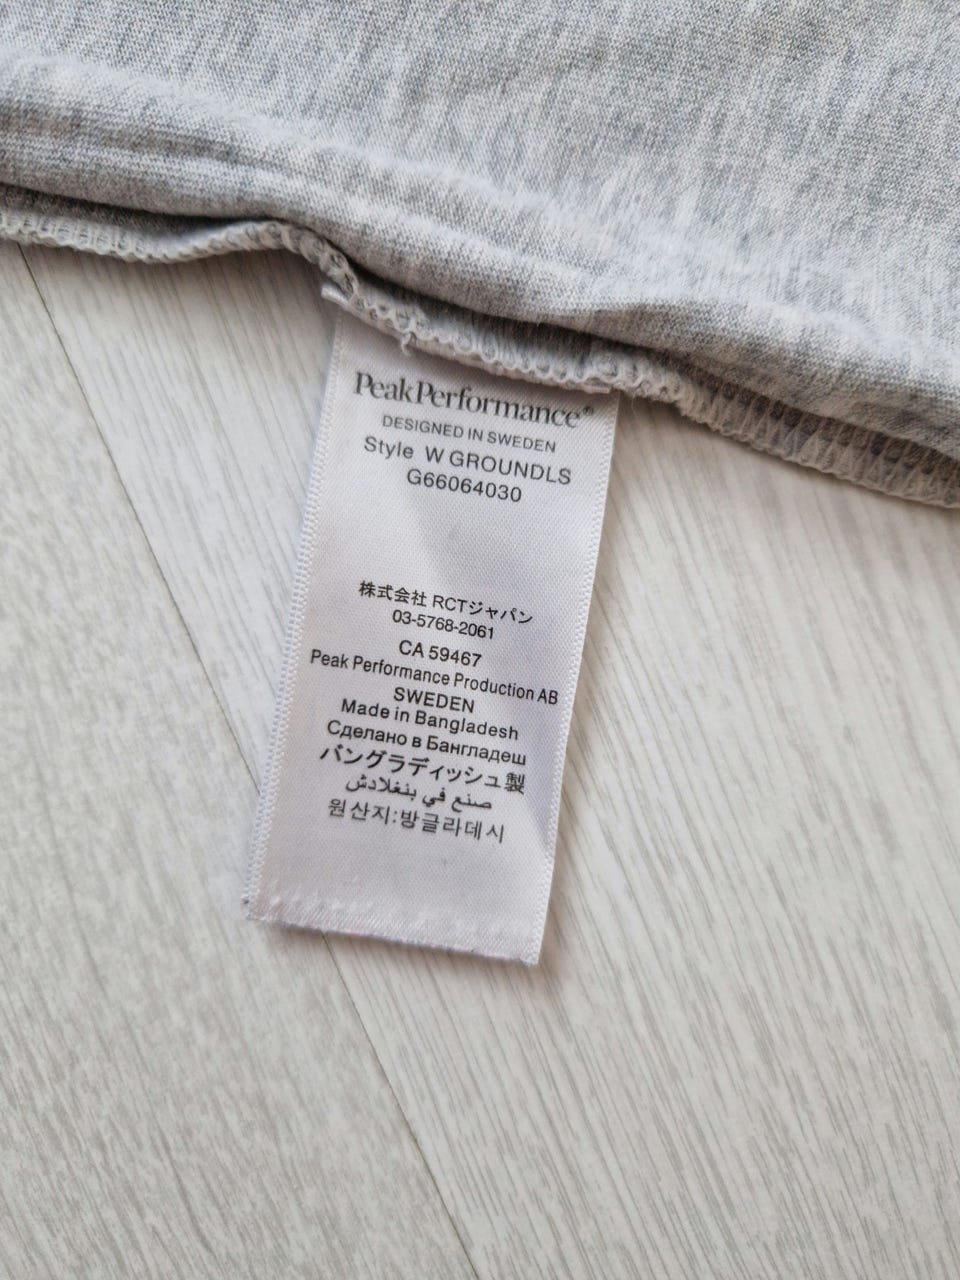 PeakPerformance®
DESIGNED IN SWEDEN
Style W GROUNDLS
G66064030
株式会社 RCTジャパン
03-5768-2061
CA 59467
Peak Performance Production AB
SWEDEN
Made in Bangladesh
Сделано в Бангладеш
バングラディッシュ製
صنع في بنغلادش
원산지:방글라데시